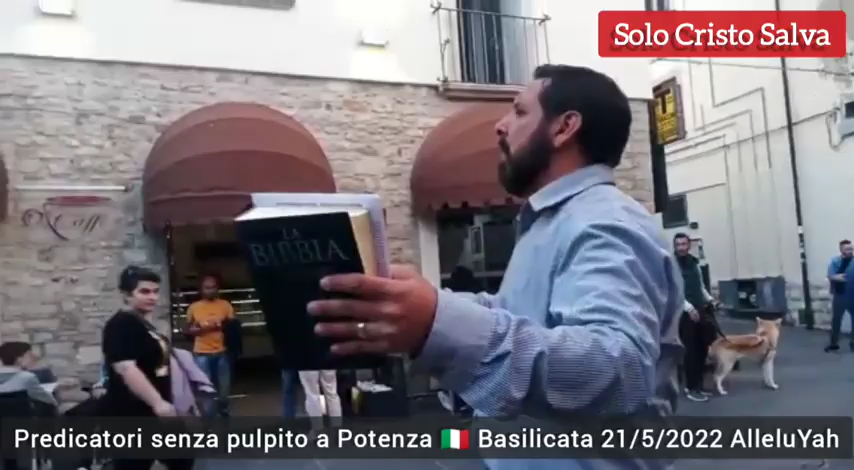 Solo Cristo Salva
LA
BIBBIA
Predicatori senza pulpito a Potenza 🇮🇹 Basilicata 21/5/2022 AlleluYah